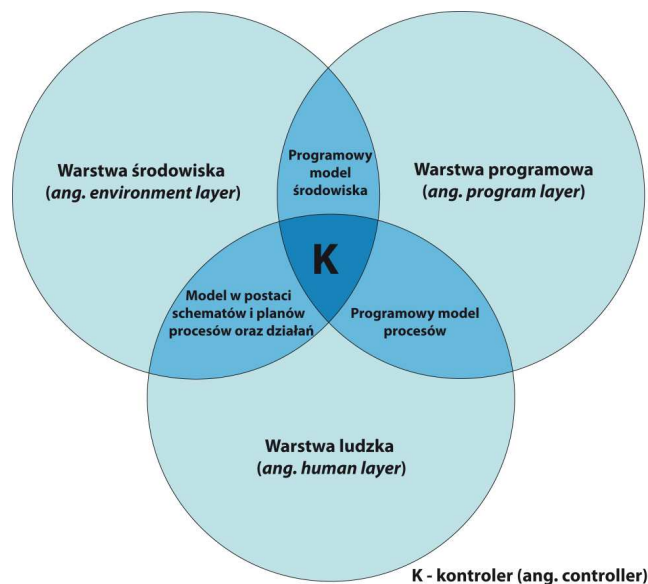 Warstwa środowiska
(ang. environment layer)
Programowy
model
środowiska
Warstwa programowa
(ang. program layer)
K
Model w postaci
schematów i planów
procesów oraz działań
Programowy model
procesów
Warstwa ludzka
(ang. human layer)
K - kontroler (ang. controller)